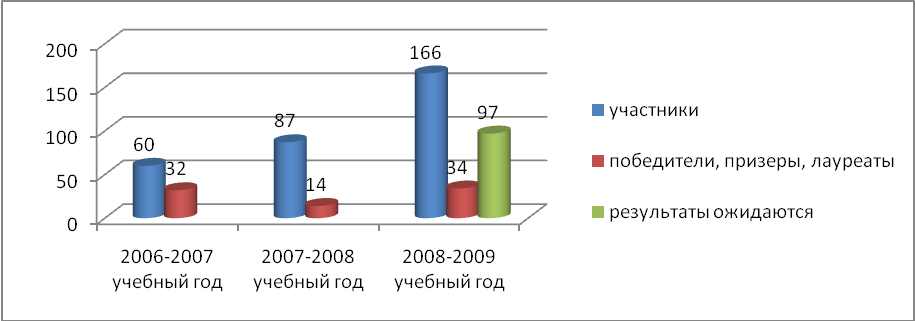 200
150
100
50
0
60
32
87
14
166
34
97
2006-2007
учебный год
2007-2008
учебный год
2008-2009
учебный год
участники
победители, призеры, лауреаты
результаты ожидаются